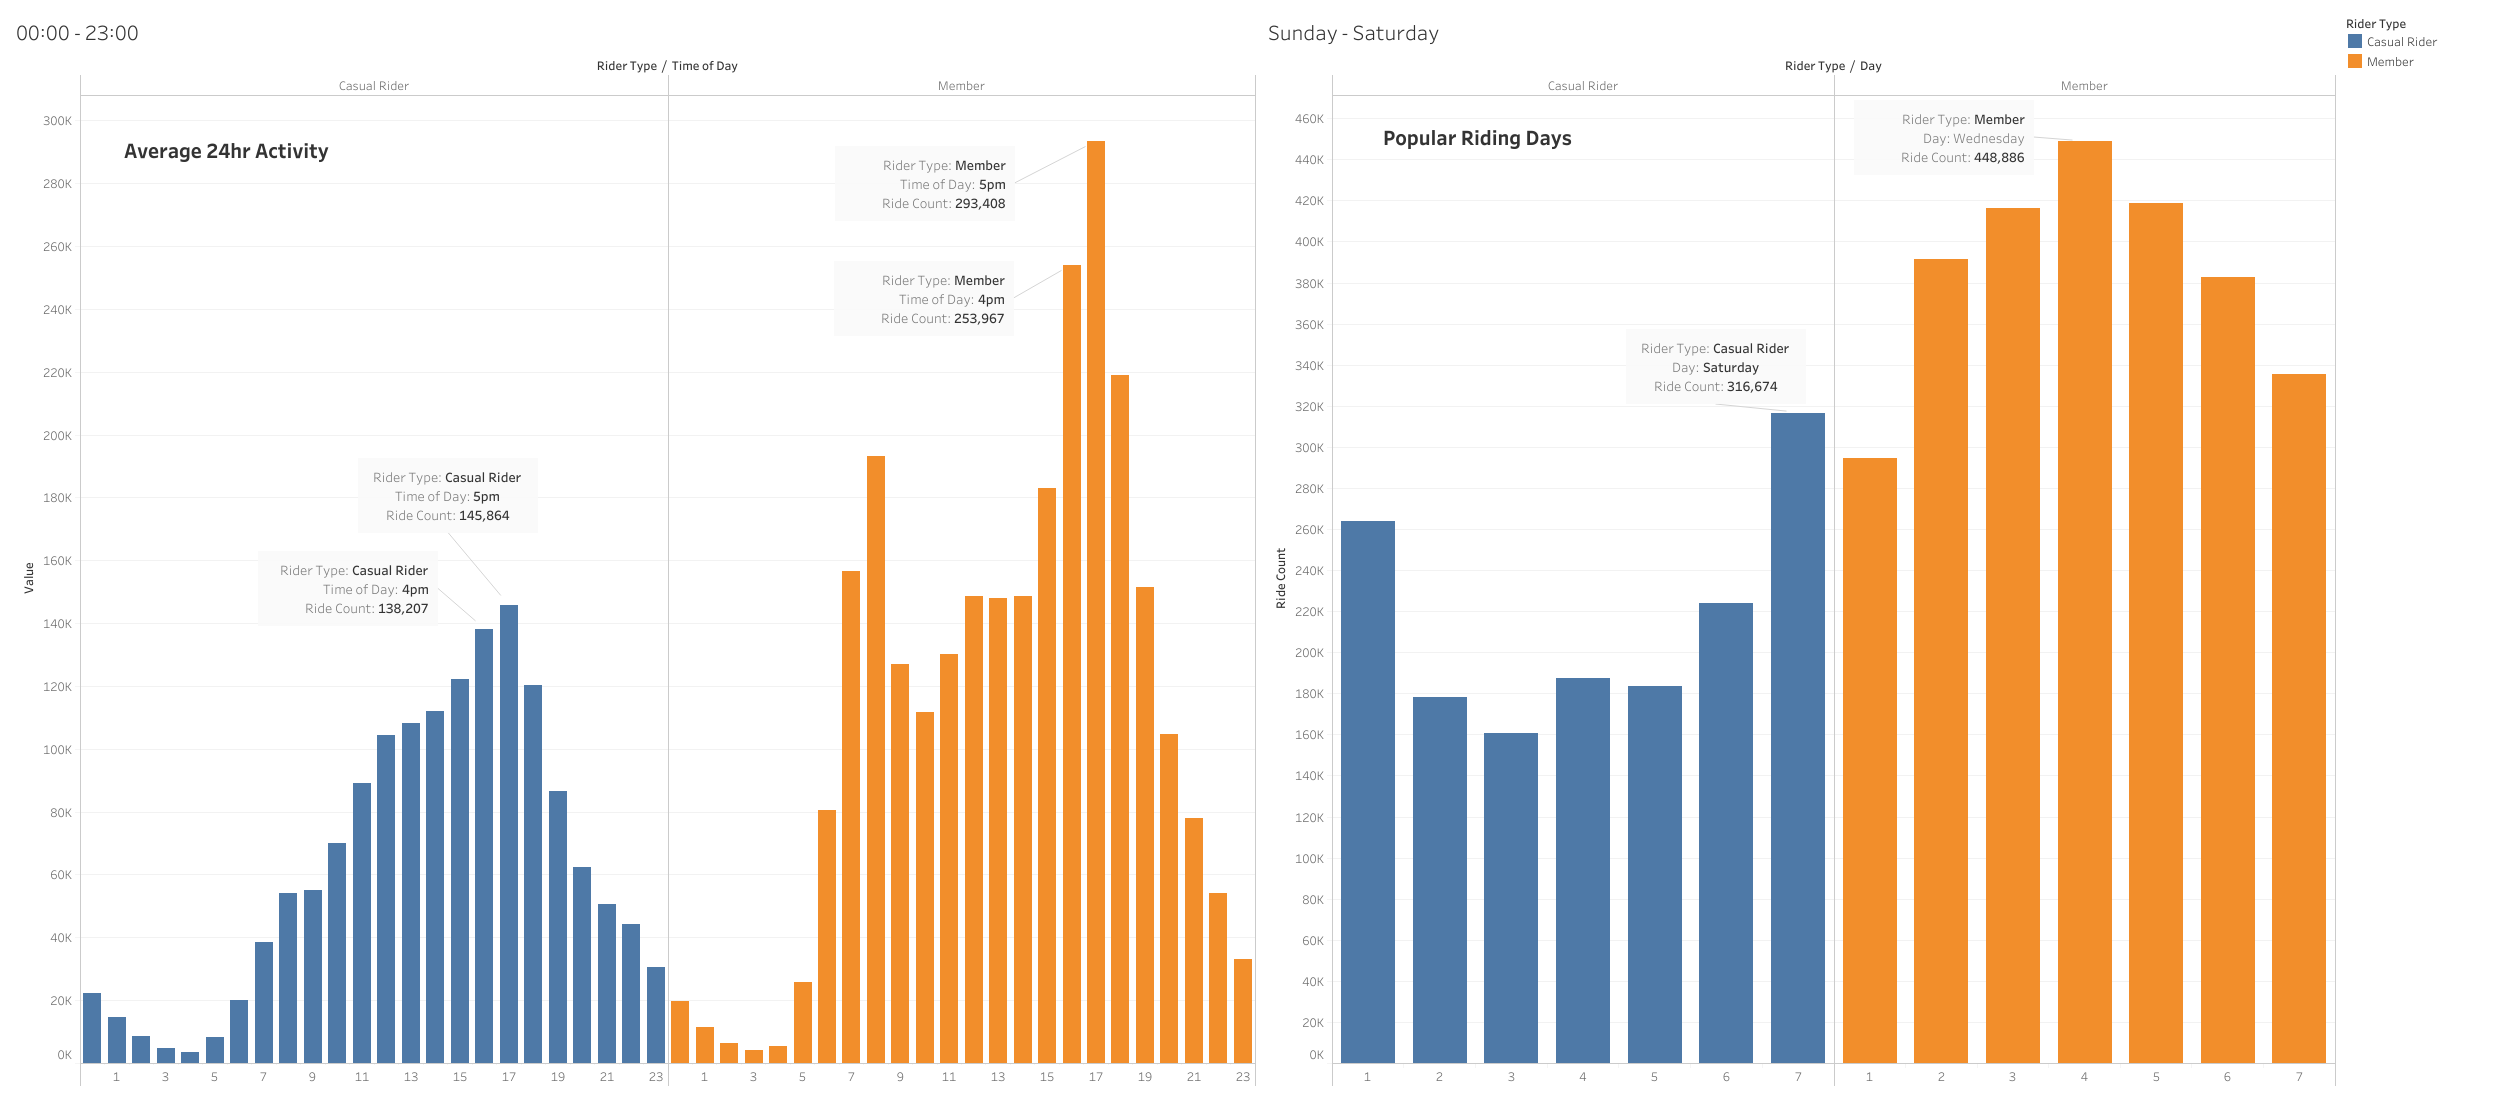 00:00 - 23:00
Rider Type / Time of Day
Casual Rider
Member
Average 24hr Activity
Value
300K
280K
260K
240K
220K
200K
180K
160K
140K
120K
100K
80K
60K
40K
20K
0K
Rider Type: Member
Time of Day: 5pm
Ride Count: 293,408
Rider Type: Member
Time of Day: 4pm
Ride Count: 253,967
Rider Type: Casual Rider
Time of Day: 5pm
Ride Count: 145,864
Rider Type: Casual Rider
Time of Day: 4pm
Ride Count: 138,207
1 3 5 7 9 11 13 15 17 19 21 23 1 3 5 7 9 11 13 15 17 19 21 23
Sunday - Saturday
Rider Type / Day
Casual Rider
Member
Popular Riding Days
Ride Count
460K
440K
420K
400K
380K
360K
340K
320K
300K
280K
260K
240K
220K
200K
180K
160K
140K
120K
100K
80K
60K
40K
20K
0K
Rider Type: Member
Day: Wednesday
Ride Count: 448,886
Rider Type: Casual Rider
Day: Saturday
Ride Count: 316,674
1 2 3 4 5 6 7 1 2 3 4 5 6 7
Rider Type
Casual Rider
Member